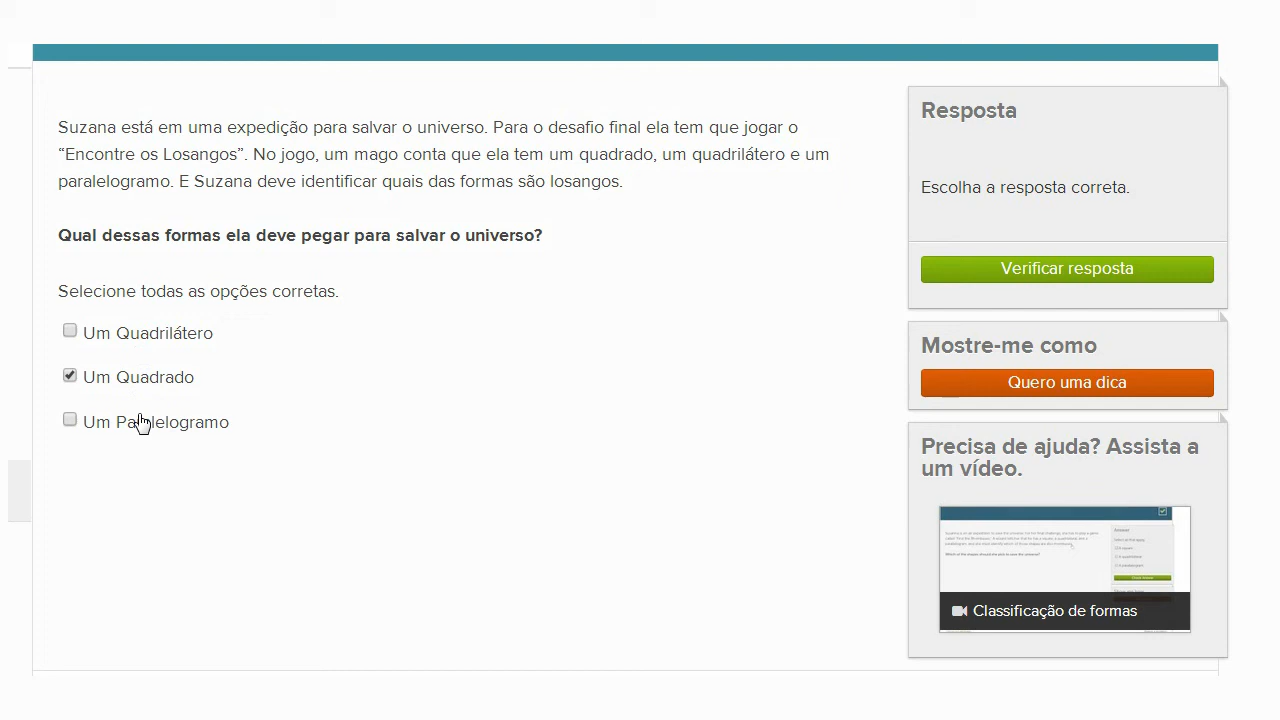 Suzana está em uma expedição para salvar o universo. Para o desafio final ela tem que jogar o
“Encontre os Losangos”. No jogo, um mago conta que ela tem um quadrado, um quadrilátero e um
paralelogramo. E Suzana deve identificar quais das formas são losangos.
Qual dessas formas ela deve pegar para salvar o universo?
Selecione todas as opções corretas.
Um Quadrilátero
Um Quadrado
Um Paralelogramo
Resposta
Escolha a resposta correta.
Verificar resposta
Mostre-me como
Quero uma dica
Precisa de ajuda? Assista a
um vídeo.
Classificação de formas